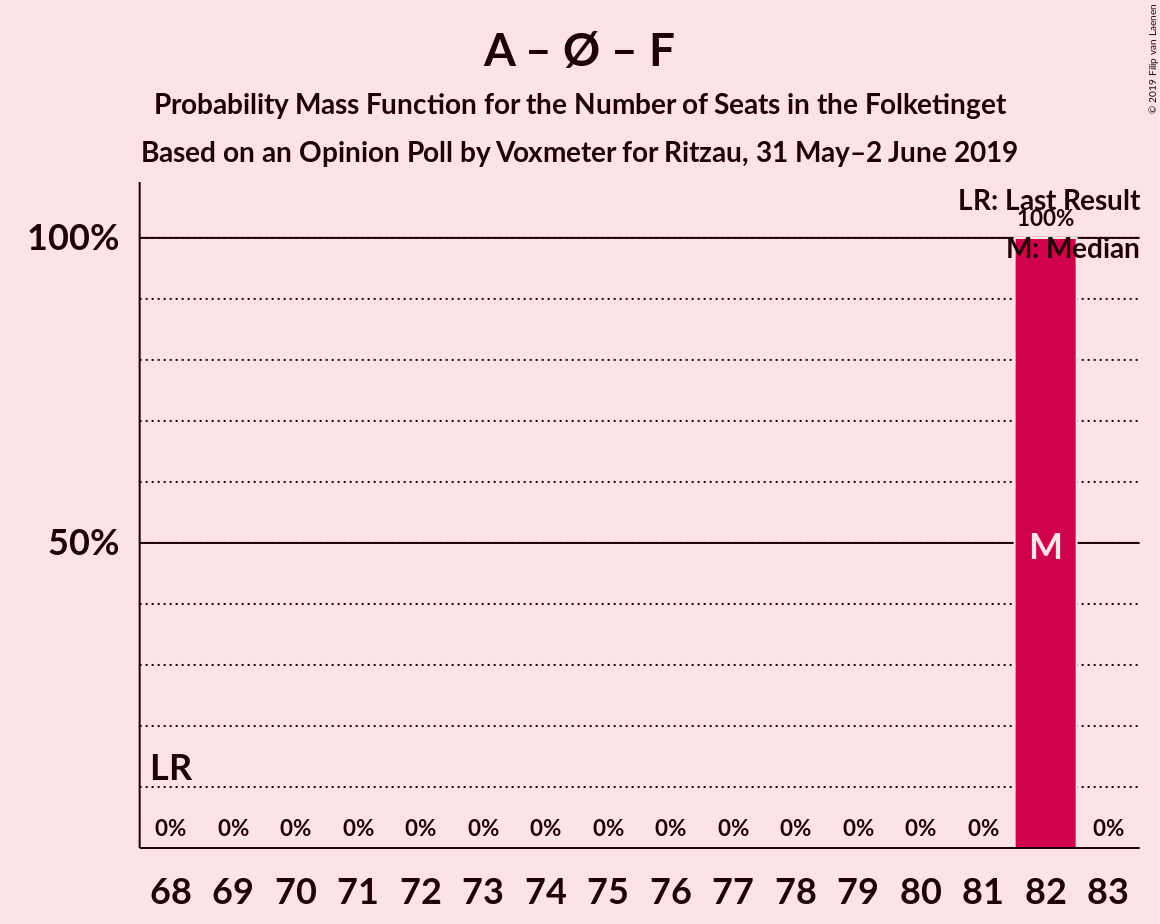 A – Ø – F
Probability Mass Function for the Number of Seats in the Folketinget
Based on an Opinion Poll by Voxmeter for Ritzau, 31 May–2 June 2019
© 2019 Filip van Laenen
LR: Last Result
100%
M: Median
100%
50%
M
LR
0% 0% 0% 0% 0% 0% 0% 0% 0% 0% 0% 0% 0% 0% 0%
68 69 70 71 72 73 74 75 76 77 78 79 80 81 82 83